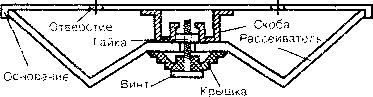 Отверстие
Скоба
Гайка
Рассеиватель
Основание
Винт
Крышка